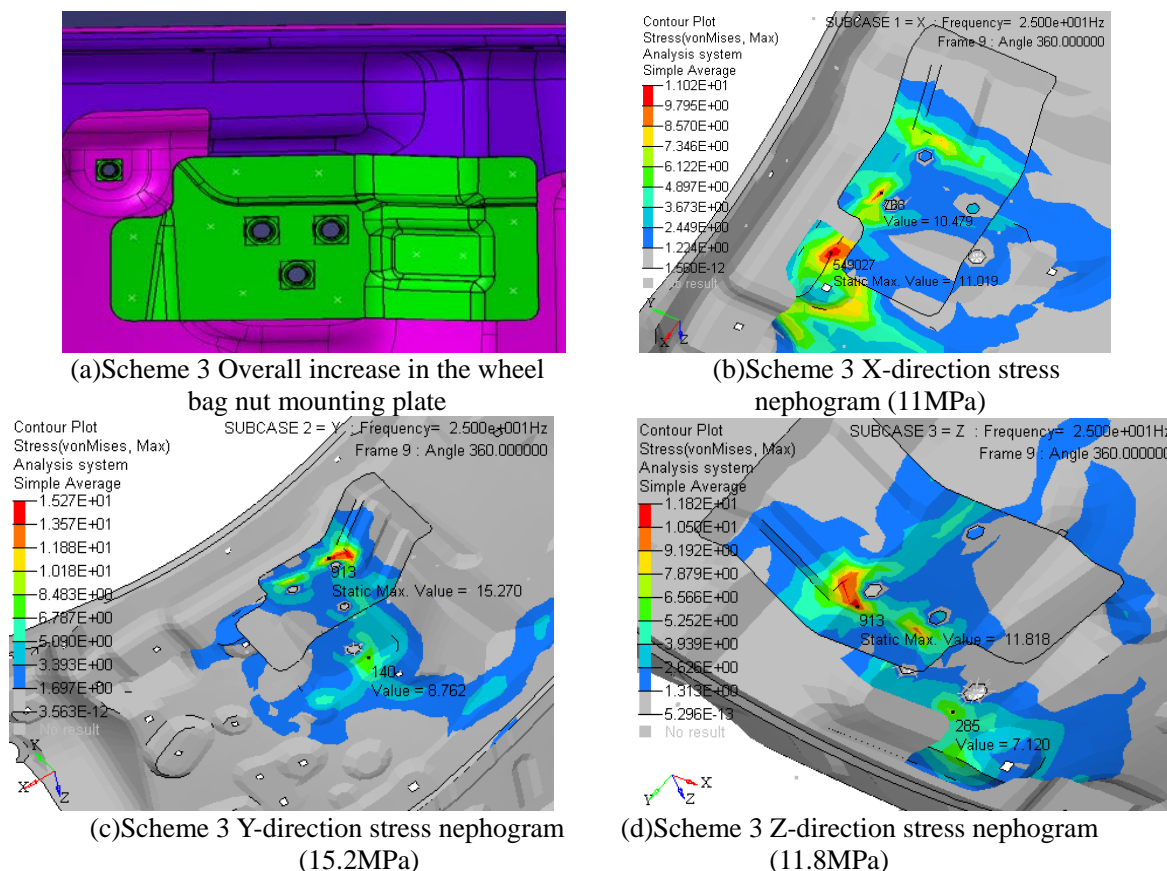 Contour Plot
Stress(vonMises, Max)
Analysis system
Simple Average
SUBCASE 1 = X : Frequency= 2.500e+001Hz
Frame 9 : Angle 360.000000
1.102E+01
9.795E+00
8.570E+00
7.346E+00
6.122E+00
4.897E+00
3.673E+00
2.449E+00
1.224E+00
No result
Value = 10.479
549027
Static Max. Value = 11.019
Y
X
Z
(a)Scheme 3 Overall increase in the wheel
bag nut mounting plate
(b)Scheme 3 X-direction stress
nephogram (11MPa)
Contour Plot
Stress(vonMises, Max)
Analysis system
Simple Average
SUBCASE 2 = Y : Frequency= 2.500e+001Hz
Frame 9 : Angle 360.000000
1.527E+01
1.357E+01
1.188E+01
1.018E+01
8.483E+00
6.787E+00
5.090E+00
3.393E+00
1.697E+00
3.563E-12
No result
913
Static Max. Value = 15.270
140
Value = 8.762
X
Z
Contour Plot
Stress(vonMises, Max)
Analysis system
Simple Average
SUBCASE 3 = Z : Frequency= 2.500e+001Hz
Frame 9 : Angle 360.000000
1.182E+01
1.050E+01
9.192E+00
7.879E+00
6.566E+00
5.252E+00
3.939E+00
2.626E+00
1.313E+00
5.296E-13
No result
913
Static Max. Value = 11.818
285
Value = 7.120
X
Y
Z
(c)Scheme 3 Y-direction stress nephogram
(15.2MPa)
(d)Scheme 3 Z-direction stress nephogram
(11.8MPa)